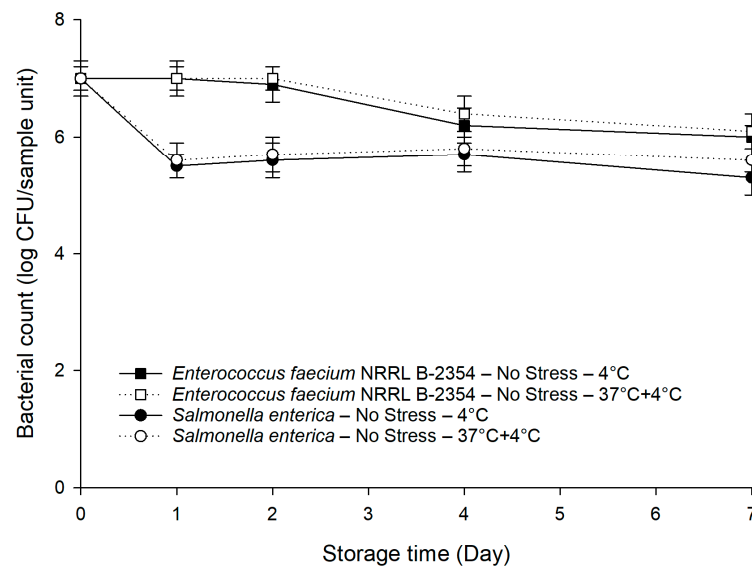 8
6
4
2
0
Bacterial count (log CFU/sample unit)
Enterococcus faecium NRRL B-2354 – No Stress – 4°C
Enterococcus faecium NRRL B-2354 – No Stress – 37°C+4°C
Salmonella enterica – No Stress – 4°C
Salmonella enterica – No Stress – 37°C+4°C
0 1 2 3 4 5 6 7
Storage time (Day)